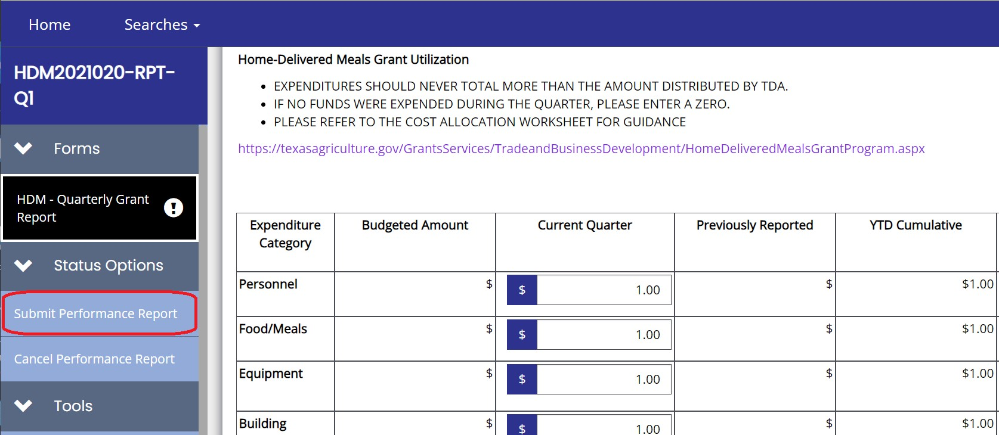 Home Searches
HDM2021020-RPT-
Q1
Forms
HDM - Quarterly Grant
Report
Status Options
Submit Performance Report
Cancel Performance Report
Tools
Home-Delivered Meals Grant Utilization
• EXPENDITURES SHOULD NEVER TOTAL MORE THAN THE AMOUNT DISTRIBUTED BY TDA.
• IF NO FUNDS WERE EXPENDED DURING THE QUARTER, PLEASE ENTER A ZERO.
• PLEASE REFER TO THE COST ALLOCATION WORKSHEET FOR GUIDANCE
https://texasagriculture.gov/GrantsServices/TradeandBusinessDevelopment/HomeDeliveredMealsGrantProgram.aspx
Expenditure Budgeted Amount Current Quarter Previously Reported YTD Cumulative
Category
Personnel $ $ 1.00 $ $1.00
Food/Meals $ $ 1.00 $ $1.00
Equipment $ $ 1.00 $ $1.00
Building $ $ 1.00 $ $1.00